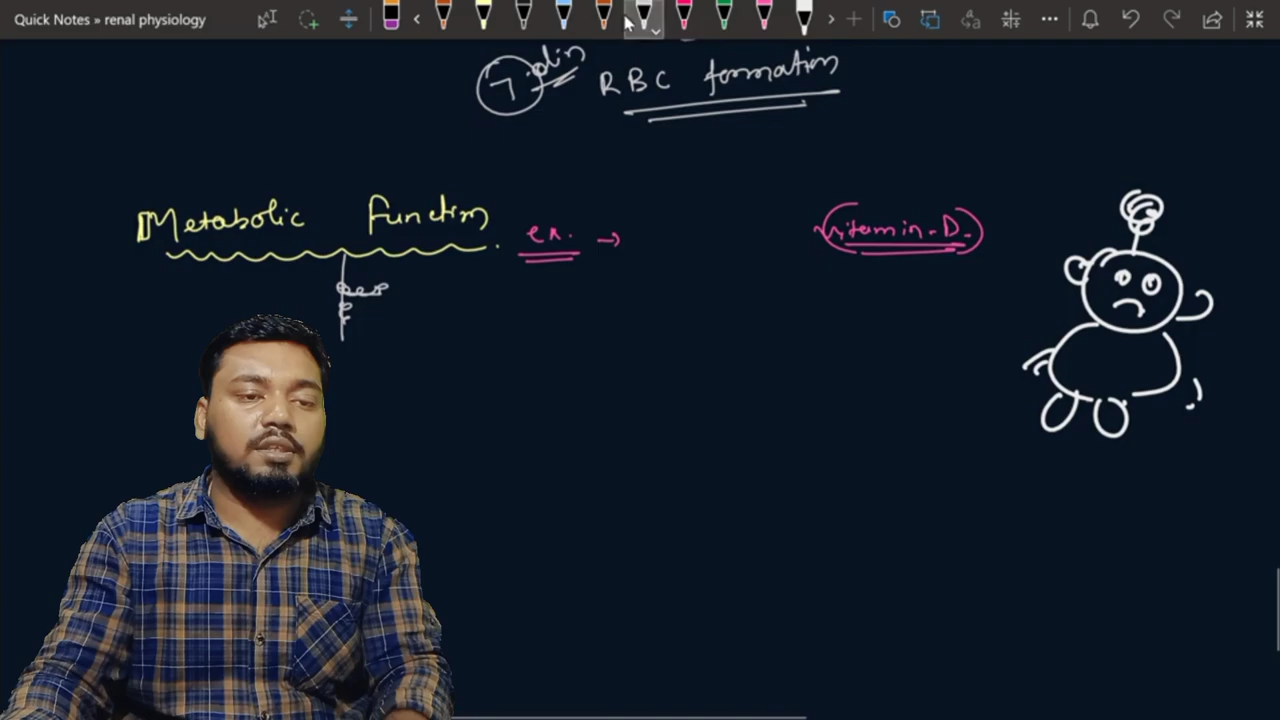 Quick Notes » renal physiology
RBC formation
Metabolic Function. ex. →
vitamin-D.